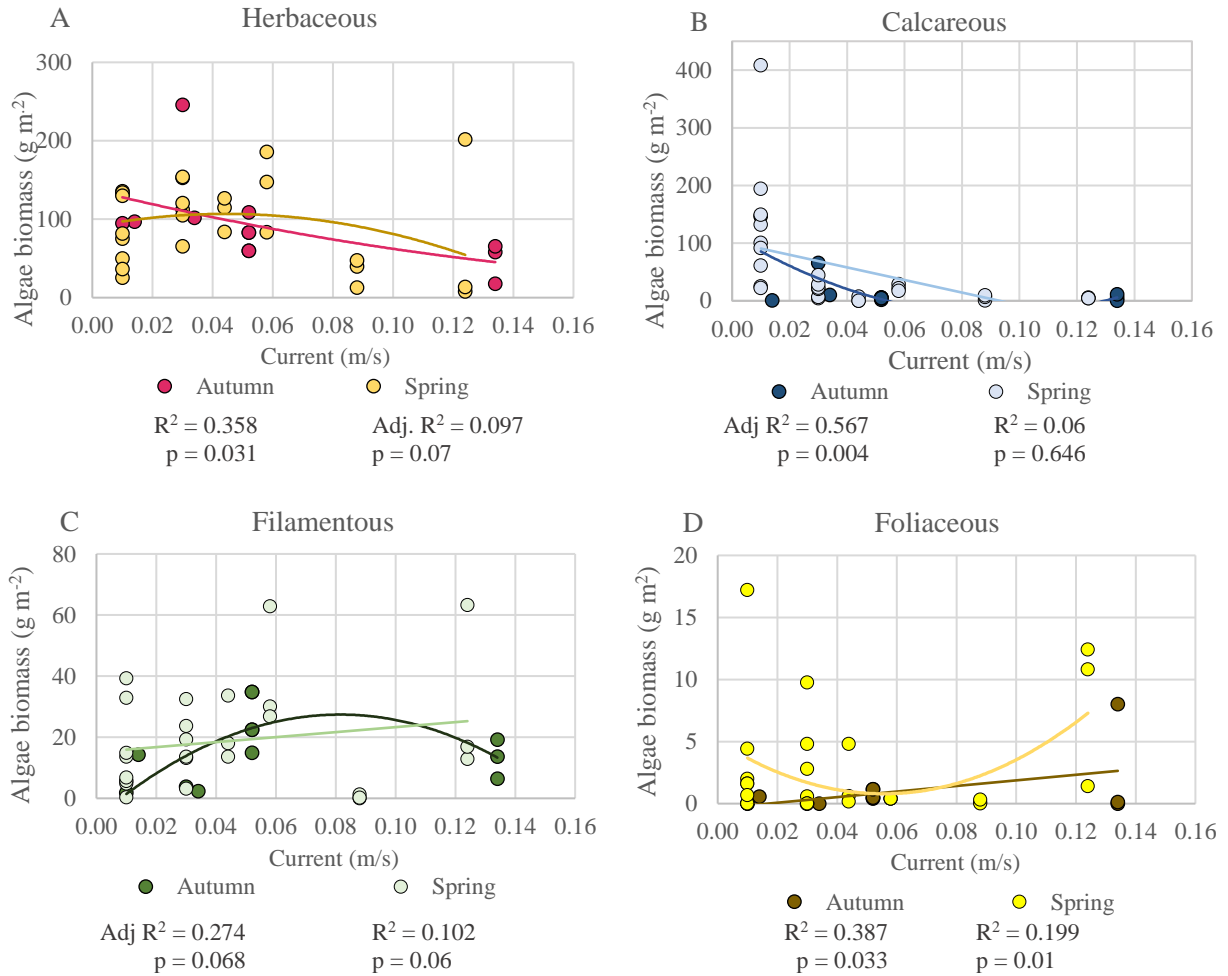 A
Herbaceous
Algae biomass (g m⁻²)
300
200
100
0
0.00 0.02 0.04 0.06 0.08 0.10 0.12 0.14 0.16
Current (m/s)
Autumn Spring
R² = 0.358 Adj. R² = 0.097
p = 0.031 p = 0.07
B
Calcareous
Algae biomass (g m⁻²)
400
300
200
100
0
0.00 0.02 0.04 0.06 0.08 0.10 0.12 0.14 0.16
Current (m/s)
Autumn Spring
Adj R² = 0.567 R² = 0.06
p = 0.004 p = 0.646
C
Filamentous
Algae biomass (g m⁻²)
80
60
40
20
0
0.00 0.02 0.04 0.06 0.08 0.10 0.12 0.14 0.16
Current (m/s)
Autumn Spring
Adj R² = 0.274 R² = 0.102
p = 0.068 p = 0.06
D
Foliaceous
Algae biomass (g m²)
20
15
10
5
0
0.00 0.02 0.04 0.06 0.08 0.10 0.12 0.14 0.16
Current (m/s)
Autumn Spring
R² = 0.387 R² = 0.199
p = 0.033 p = 0.01